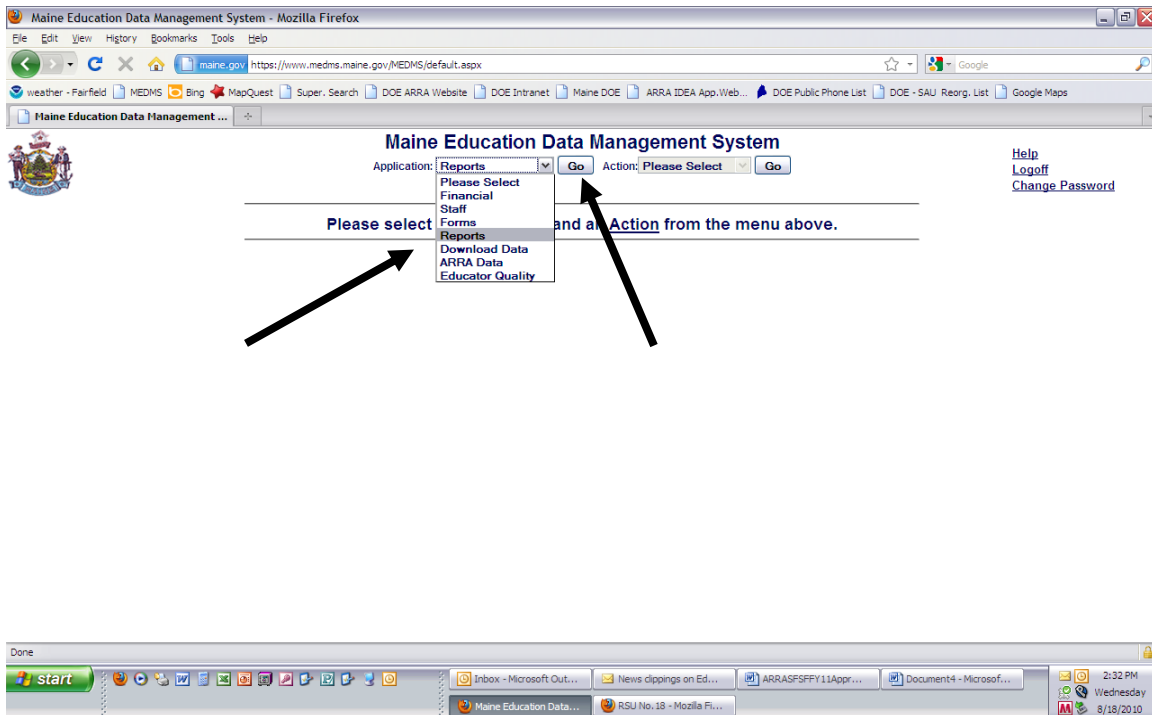 Maine Education Data Management System - Mozilla Firefox
File Edit View History Bookmarks Tools Help
maine.gov https://www.medms.maine.gov/MEDMS/default.aspx Google
weather - Fairfield MEDMS Bing MapQuest Super. Search DOE ARRA Website DOE Intranet Maine DOE ARRA IDEA App.Web... DOE Public Phone List DOE - SAU Reorg. List Google Maps
Maine Education Data Management ...
Maine Education Data Management System
Application: Reports Go Action: Please Select Go
Help
Logoff
Change Password
Please Select
Financial
Staff
Forms
Reports
Download Data
ARRA Data
Educator Quality
Please select and an Action from the menu above.
Done
start
Inbox - Microsoft Out... News clippings on Ed... ARRASFSFFY11Appr... Document4 - Microsof...
Maine Education Data... RSU No. 18 - Mozilla Fi...
2:32 PM
Wednesday
8/18/2010